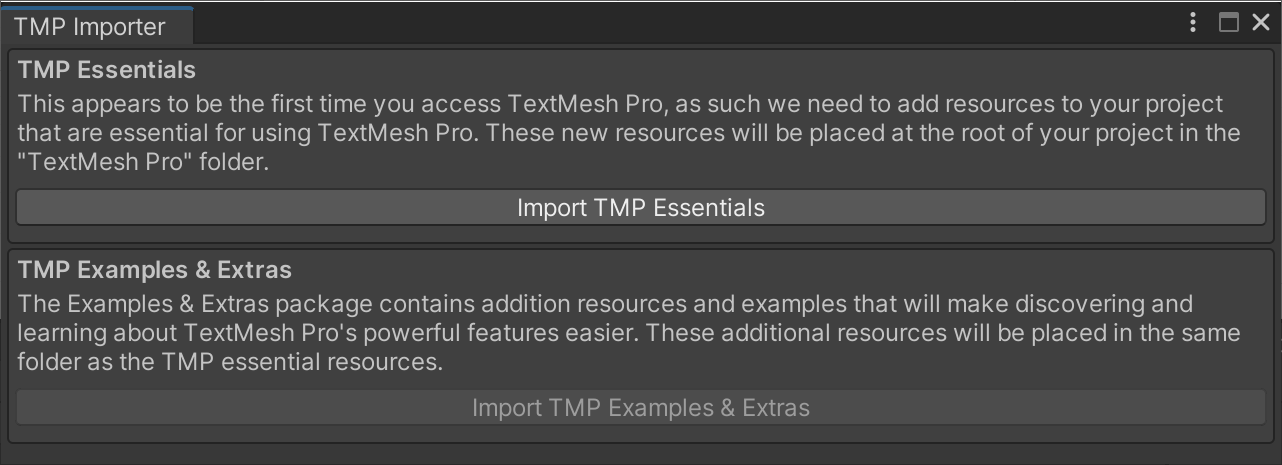 TMP Importer
TMP Essentials
This appears to be the first time you access TextMesh Pro, as such we need to add resources to your project
that are essential for using TextMesh Pro. These new resources will be placed at the root of your project in the
"TextMesh Pro" folder.
Import TMP Essentials
TMP Examples & Extras
The Examples & Extras package contains addition resources and examples that will make discovering and
learning about TextMesh Pro's powerful features easier. These additional resources will be placed in the same
folder as the TMP essential resources.
Import TMP Examples & Extras